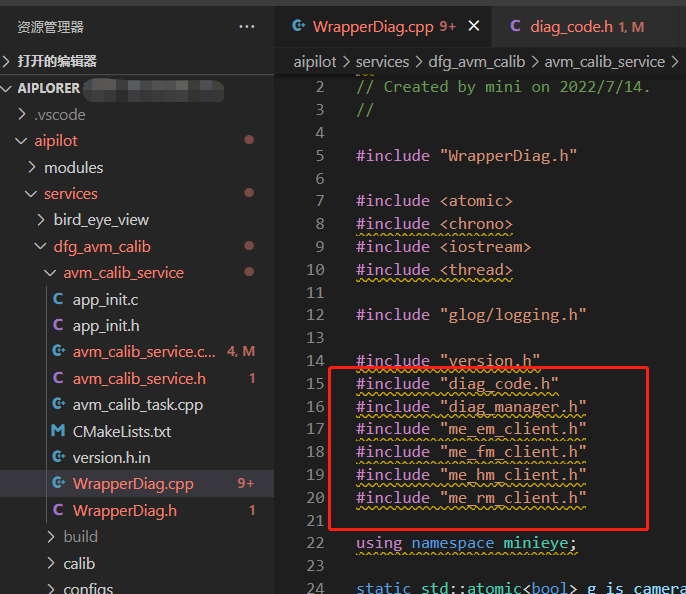 资源管理器
打开的编辑器
AIPLORER
.vscode
aipilot
modules
services
bird_eye_view
dfg_avm_calib
avm_calib_service
C app_init.c
C app_init.h
avm_calib_service.c... 4, M
C avm_calib_service.h 1
avm_calib_task.cpp
M CMakeLists.txt
version.h.in
WrapperDiag.cpp 9+
C WrapperDiag.h 1
build
calib
configs
WrapperDiag.cpp 9+
C diag_code.h 1, M
aipilot > services > dfg_avm_calib > avm_calib_service >
2 // Created by mini on 2022/7/14.
3 //
4
5 #include "WrapperDiag.h"
6
7 #include <atomic>
8 #include <chrono>
9 #include <iostream>
10 #include <thread>
11
12 #include "glog/logging.h"
13
14 #include "version.h"
15 #include "diag_code.h"
16 #include "diag_manager.h"
17 #include "me_em_client.h"
18 #include "me_fm_client.h"
19 #include "me_hm_client.h"
20 #include "me_rm_client.h"
21
22 using namespace minieye;
23
24 static std::atomic<bool> g_is_camera